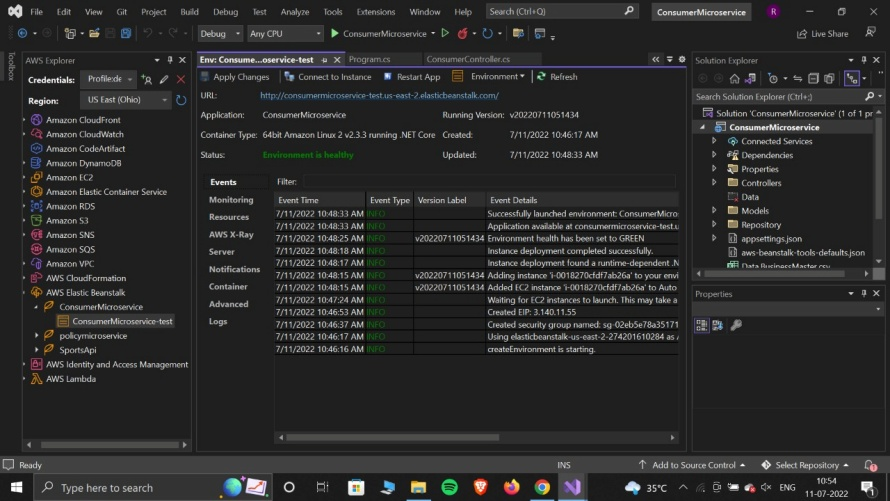 File Edit View Git Project Build Debug Test Analyze Tools Extensions Window Help Search (Ctrl+Q) ConsumerMicroservice R
Debug Any CPU ConsumerMicroservice Live Share
Toolbox
AWS Explorer
Credentials: Profile:de
Region: US East (Ohio)
Amazon CloudFront
Amazon CloudWatch
Amazon CodeArtifact
Amazon DynamoDB
Amazon EC2
Amazon Elastic Container Service
Amazon RDS
Amazon S3
Amazon SNS
Amazon SQS
Amazon VPC
AWS CloudFormation
AWS Elastic Beanstalk
ConsumerMicroservice
ConsumerMicroservice-test
policymicroservice
SportsApi
AWS Identity and Access Management
AWS Lambda
Env: Consume...oservice-test Program.cs ConsumerController.cs
Apply Changes Connect to Instance Restart App Environment Refresh
URL: http://consumermicroservice-test.us-east-2.elasticbeanstalk.com/
Application: ConsumerMicroservice Running Version: v20220711051434
Container Type: 64bit Amazon Linux 2 v2.3.3 running .NET Core Created: 7/11/2022 10:46:17 AM
Status: Environment is healthy Updated: 7/11/2022 10:48:33 AM
Events
Monitoring
Resources
AWS X-Ray
Server
Notifications
Container
Advanced
Logs
Filter:
Event Time Event Type Version Label Event Details
7/11/2022 10:48:33 AM INFO Successfully launched environment: ConsumerMicro
7/11/2022 10:48:33 AM INFO Application available at consumermicroservice-test.u
7/11/2022 10:48:25 AM INFO v20220711051434 Environment health has been set to GREEN
7/11/2022 10:48:18 AM INFO Instance deployment completed successfully.
7/11/2022 10:48:17 AM INFO Instance deployment found a runtime-dependent .N
7/11/2022 10:48:15 AM INFO v20220711051434 Adding instance 'i-0018270cfdf7ab26a' to your envi
7/11/2022 10:48:15 AM INFO v20220711051434 Added EC2 instance 'i-0018270cfdf7ab26a' to Auto
7/11/2022 10:47:24 AM INFO Waiting for EC2 instances to launch. This may take a
7/11/2022 10:46:53 AM INFO Created EIP: 3.140.11.55
7/11/2022 10:46:37 AM INFO Created security group named: sg-02eb5e78a35171
7/11/2022 10:46:17 AM INFO Using elasticbeanstalk-us-east-2-274201610284 as A
7/11/2022 10:46:16 AM INFO createEnvironment is starting.
Solution Explorer
Search Solution Explorer (Ctrl+;)
Solution 'ConsumerMicroservice' (1 of 1 pr
ConsumerMicroservice
Connected Services
Dependencies
Properties
Controllers
Data
Models
Repository
appsettings.json
aws-beanstalk-tools-defaults.json
Data BusinessMaster.csv
Properties
Ready INS Add to Source Control Select Repository
Type here to search 35°C ENG 10:54
11-07-2022